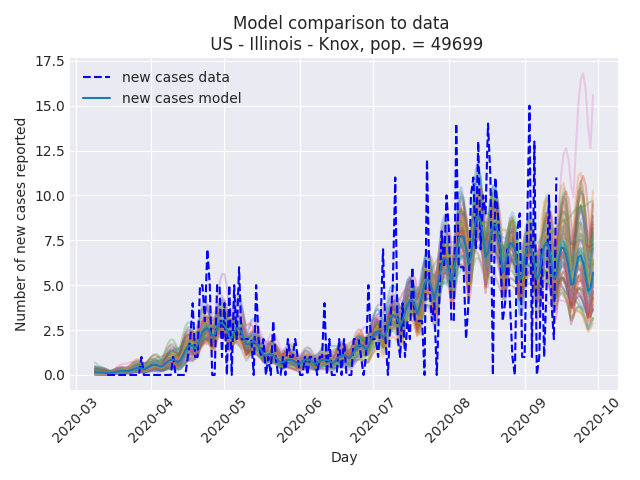 Model comparison to data
US - Illinois - Knox, pop. = 49699
17.5
15.0
12.5
10.0
7.5
5.0
2.5
0.0
Number of new cases reported
new cases data
new cases model
2020-03
2020-04
2020-05
2020-06
2020-07
2020-08
2020-09
2020-10
Day